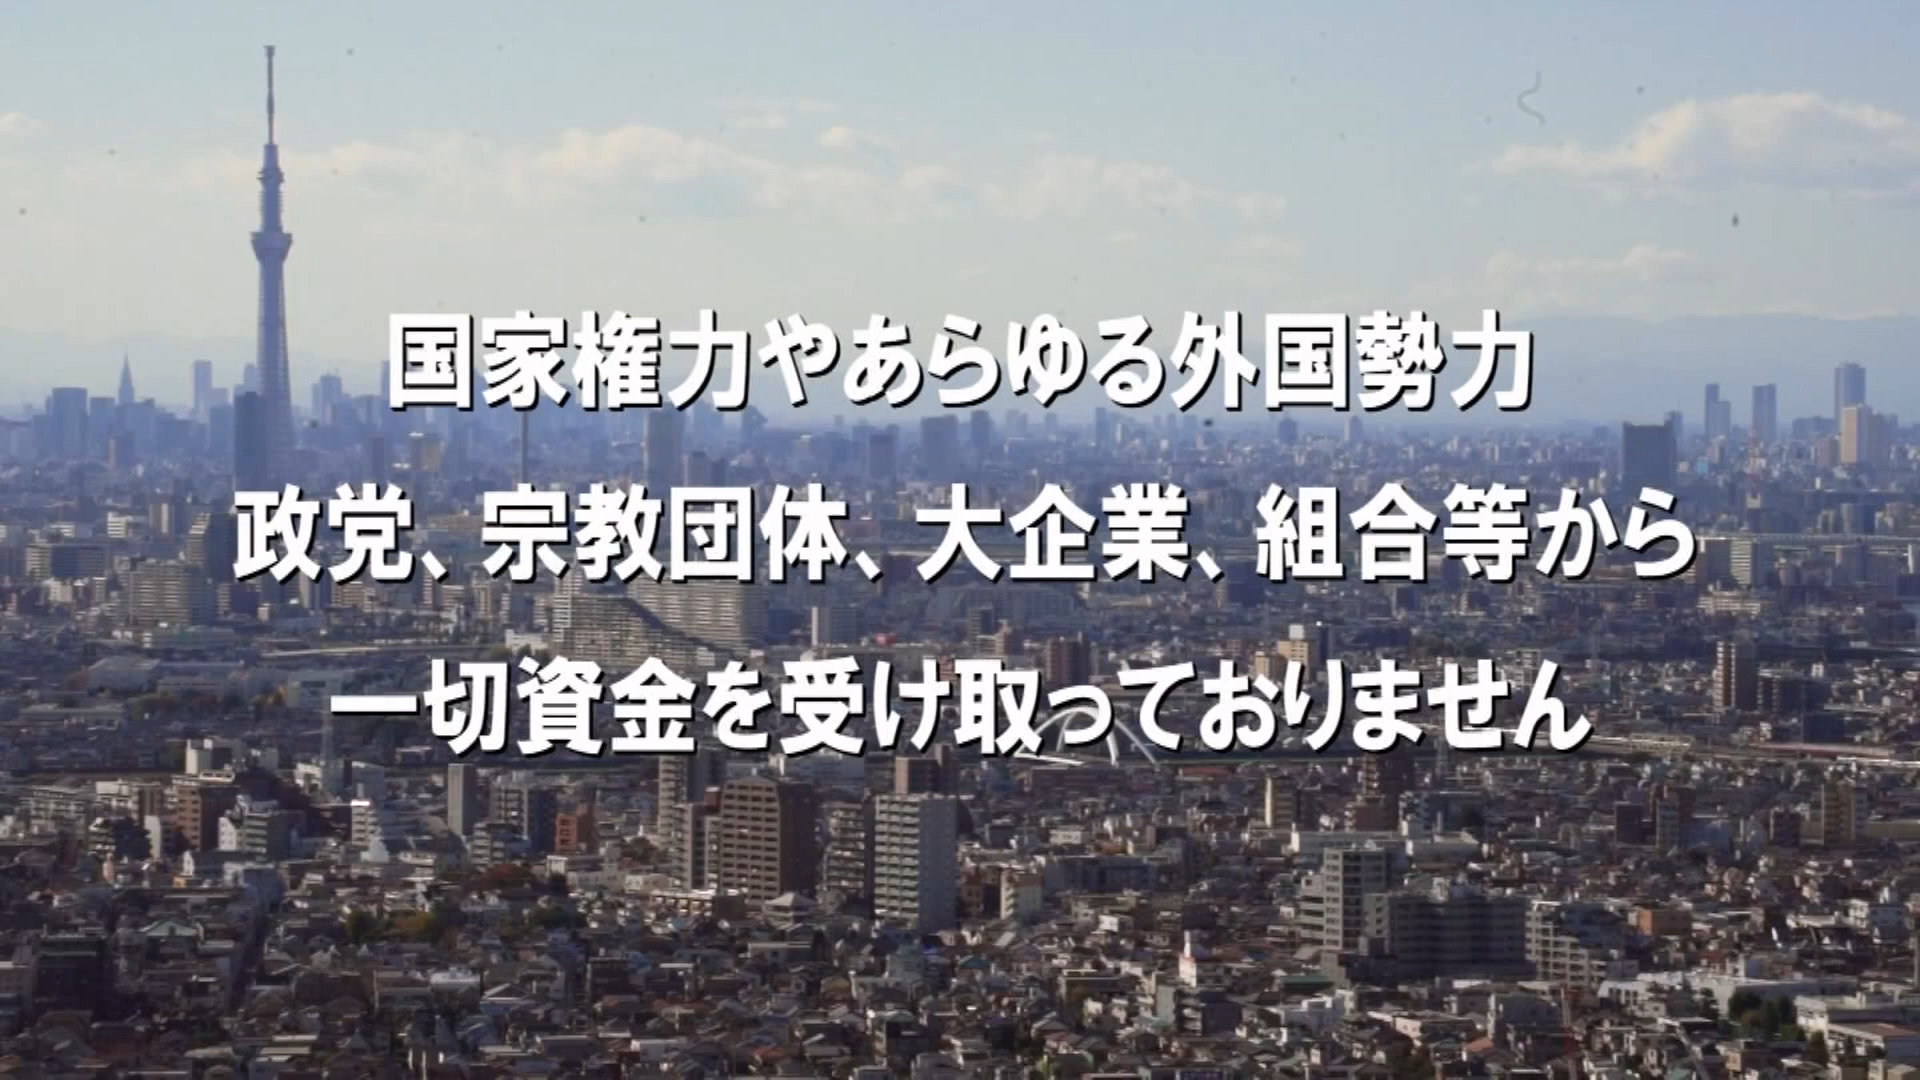 国家権力やあらゆる外国勢力
政党、宗教団体、大企業、組合等から
一切資金を受け取っておりません